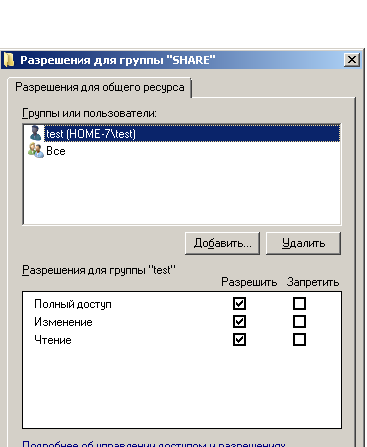 Разрешения для группы "SHARE"
Разрешения для общего ресурса
Группы или пользователи:
test (HOME-7\test)
Все
Добавить... Удалить
Разрешения для группы "test"
Разрешить Запретить
Полный доступ
Изменение
Чтение
Подробнее об управлении доступом и разрешениях